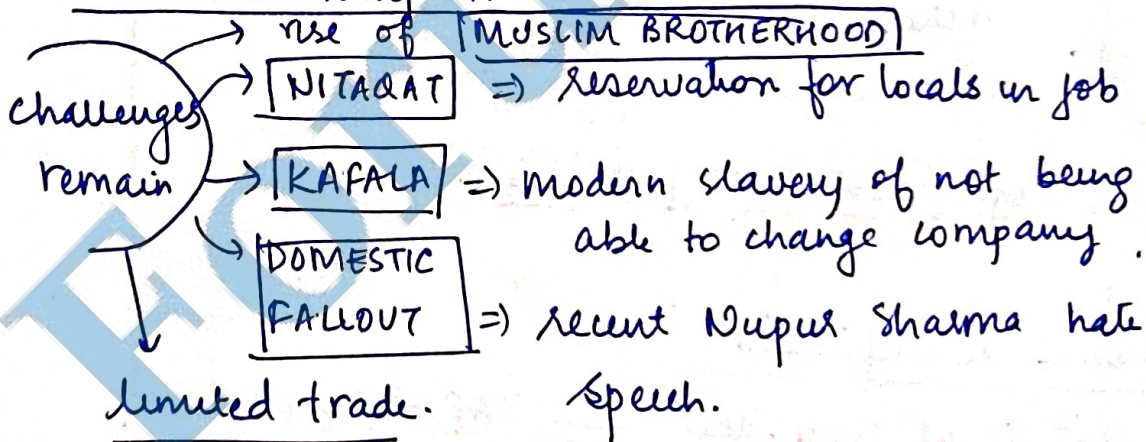 rise of MUSLIM BROTHERHOOD
challenges remain
NITAQAT => reservation for locals in job
KAFALA => modern slavery of not being
able to change company.
DOMESTIC
FALLOUT => recent Nupur Sharma hate
speech.
limited trade.